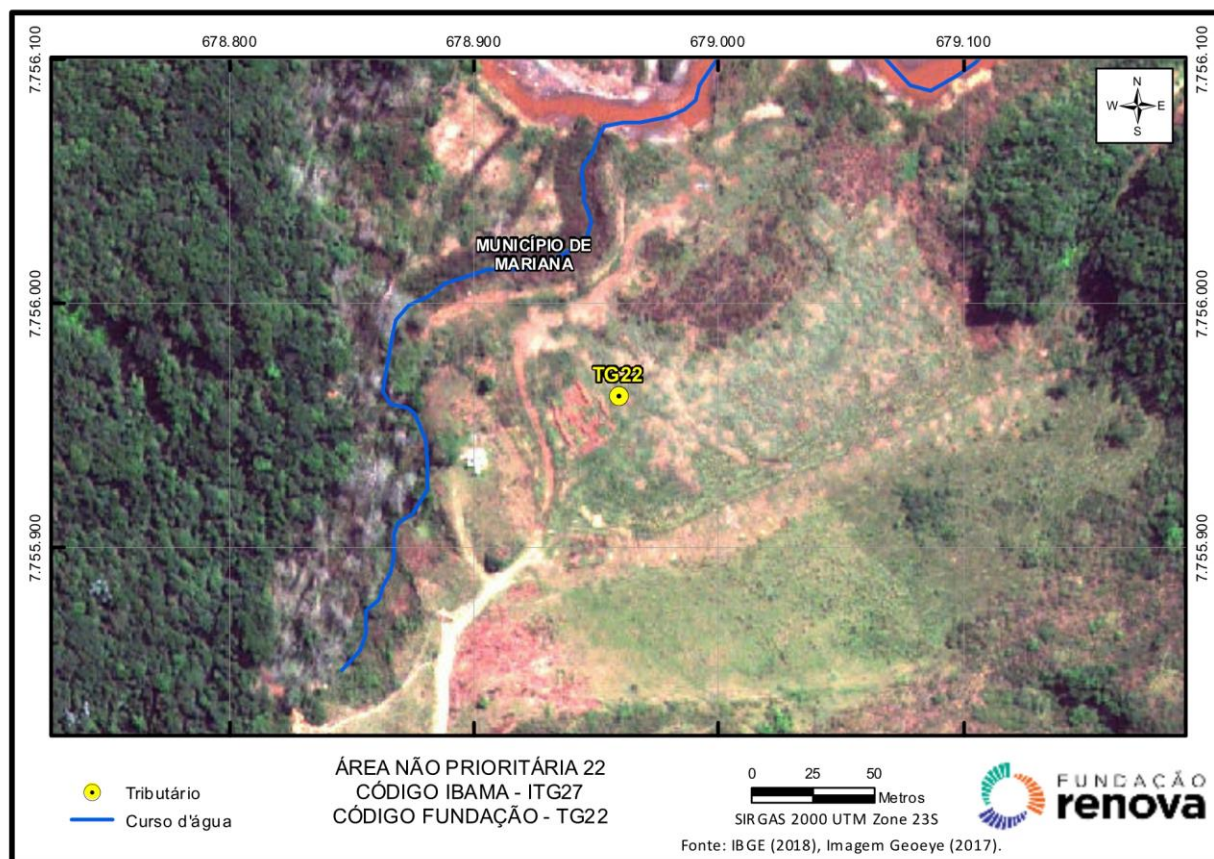 678.800 678.900 679.000 679.100
7.756.100 7.756.100
N
W E
S
MUNICÍPIO DE
MARIANA
7.756.000 7.756.000
TG22
7.755.900 7.755.900
ÁREA NÃO PRIORITÁRIA 22
CÓDIGO IBAMA - ITG27
CÓDIGO FUNDAÇÃO - TG22
Tributário
Curso d'água
0 25 50
Metros
SIRGAS 2000 UTM Zone 23S
Fonte: IBGE (2018), Imagem Geoeye (2017).
FUNDAÇÃO
renova